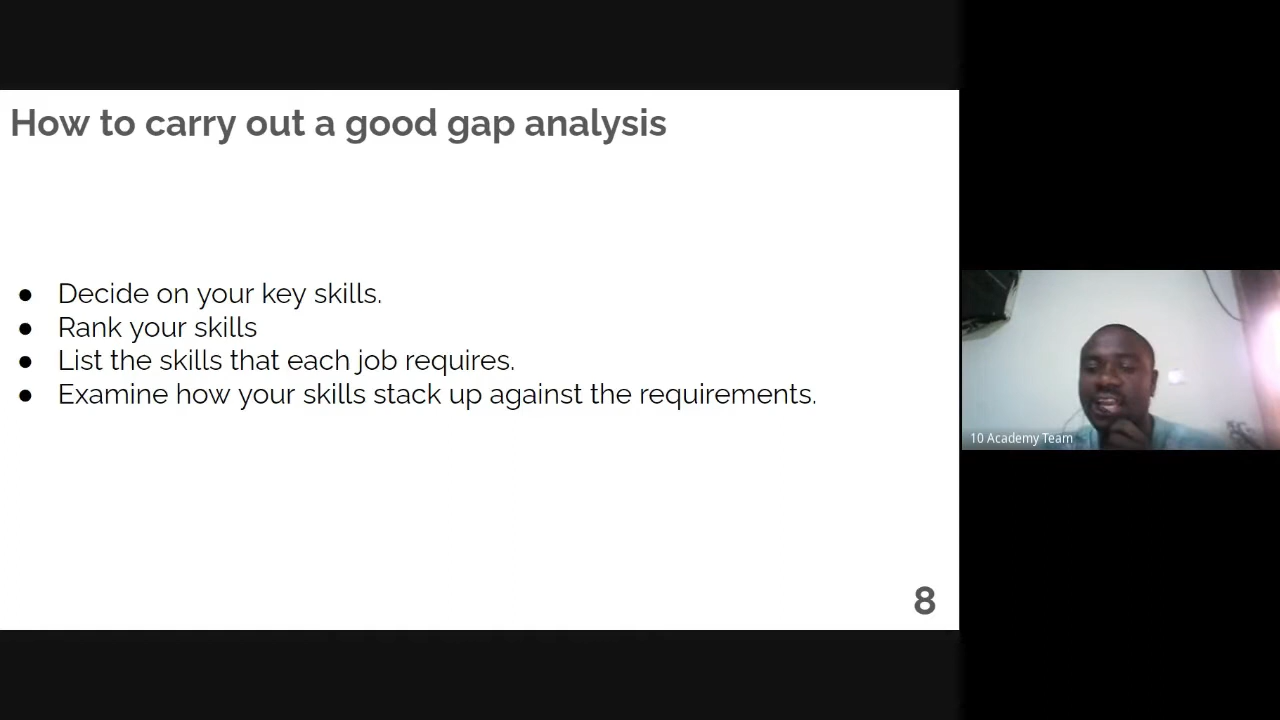 How to carry out a good gap analysis
● Decide on your key skills.
● Rank your skills
● List the skills that each job requires.
● Examine how your skills stack up against the requirements.
10 Academy Team
8